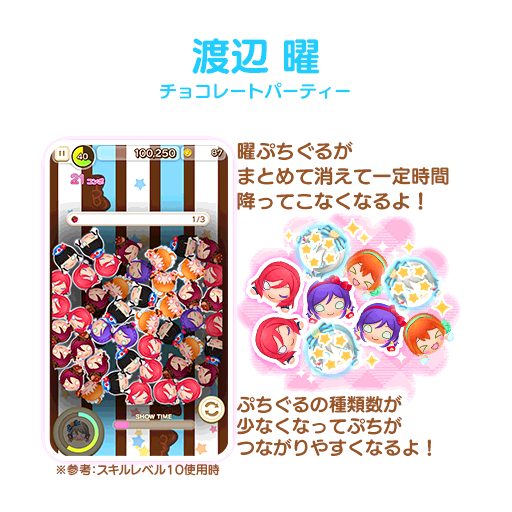 渡辺 曜
チョコレートパーティー
40
100,250
87
21 コンボ
1/3
SHOW TIME
※参考：スキルレベル10使用時
曜ぷちぐるが
まとめて消えて一定時間
降ってこなくなるよ！
ぷちぐるの種類数が
少なくなってぷちが
つながりやすくなるよ！